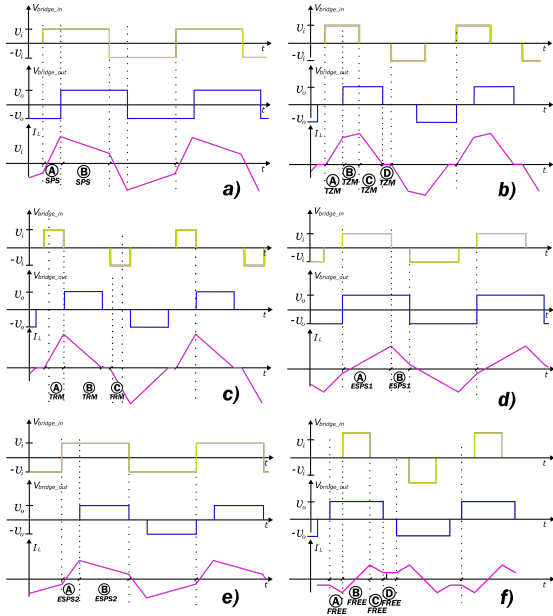 V_bridge_in
U_i
-U_i
t
V_bridge_out
U_o
-U_o
t
I_L
U_i
t
A B
SPS SPS
a)
V_bridge_in
U_i
-U_i
t
V_bridge_out
U_o
-U_o
t
I_L
t
A B C D
TZM TZM TZM TZM
b)
V_bridge_in
U_i
-U_i
t
V_bridge_out
U_o
-U_o
t
I_L
t
A B C
TRM TRM TRM
c)
V_bridge_in
U_i
-U_i
t
V_bridge_out
U_o
-U_o
t
I_L
t
A B
ESPS1 ESPS1
d)
V_bridge_in
U_i
-U_i
t
V_bridge_out
U_o
-U_o
t
I_L
t
A B
ESPS2 ESPS2
e)
V_bridge_in
U_i
-U_i
t
V_bridge_out
U_o
-U_o
t
I_L
t
A B C D
FREE FREE FREE FREE
f)